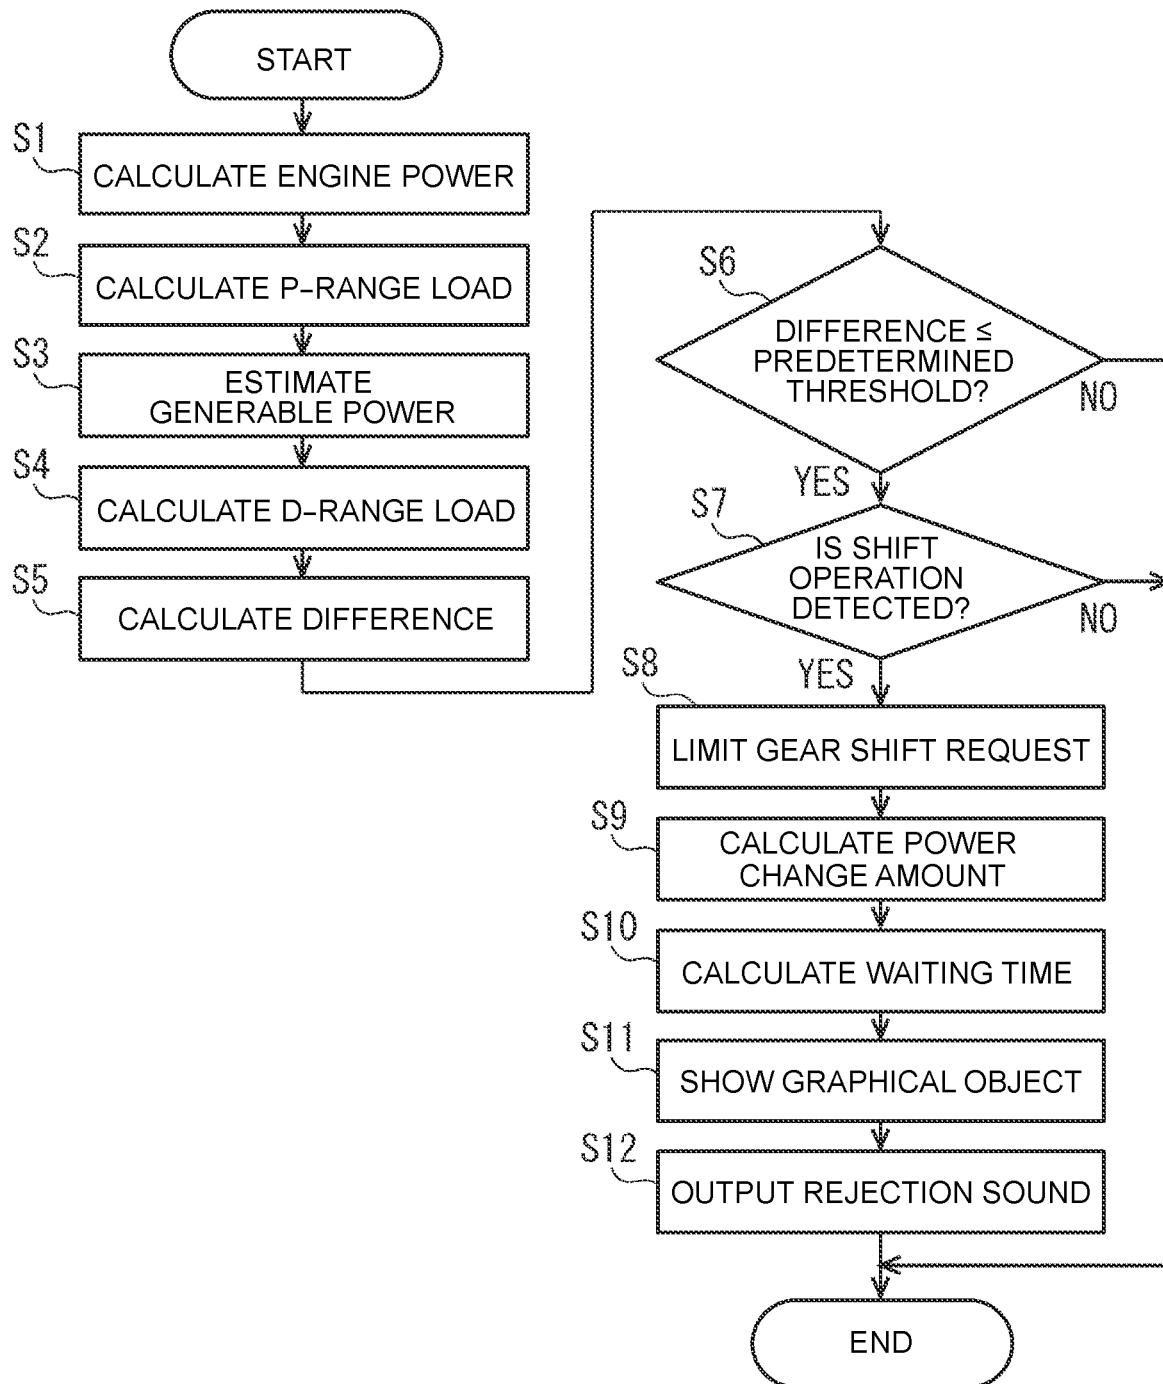 START
S1
CALCULATE ENGINE POWER
S2
CALCULATE P-RANGE LOAD
S3
ESTIMATE
GENERABLE POWER
S4
CALCULATE D-RANGE LOAD
S5
CALCULATE DIFFERENCE
S6
DIFFERENCE ≤
PREDETERMINED
THRESHOLD?
NO
YES
S7
IS SHIFT
OPERATION
DETECTED?
NO
YES
S8
LIMIT GEAR SHIFT REQUEST
S9
CALCULATE POWER
CHANGE AMOUNT
S10
CALCULATE WAITING TIME
S11
SHOW GRAPHICAL OBJECT
S12
OUTPUT REJECTION SOUND
END